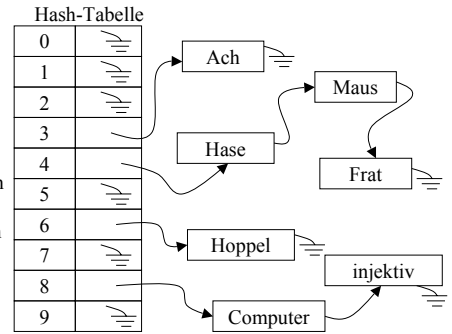 Hash-Tabelle
0
1
2
3
4
5
6
7
8
9
Ach
Hase
Maus
Frat
Hoppel
Computer
injektiv